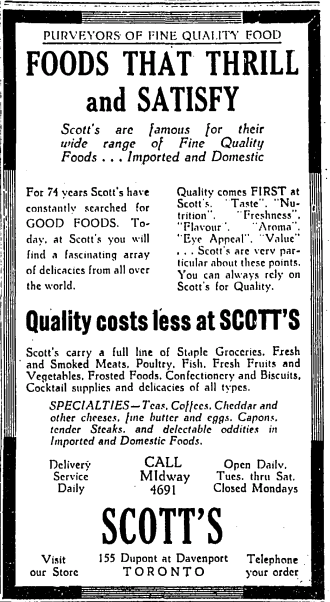 PURVEYORS OF FINE QUALITY FOOD
FOODS THAT THRILL
and SATISFY
Scott's are famous for their
wide range of Fine Quality
Foods . . . Imported and Domestic
For 74 years Scott's have
constantly searched for
GOOD FOODS. To-
day, at Scott's you will
find a fascinating array
of delicacies from all over
the world.
Quality comes FIRST at
Scott's. "Taste", "Nu-
trition", "Freshness",
"Flavour", "Aroma",
"Eye Appeal", "Value"
. . . Scott's are very par-
ticular about these points.
You can always rely on
Scott's for Quality.
Quality costs less at SCOTT'S
Scott's carry a full line of Staple Groceries, Fresh
and Smoked Meats, Poultry, Fish, Fresh Fruits and
Vegetables, Frosted Foods, Confectionery and Biscuits,
Cocktail supplies and delicacies of all types.
SPECIALTIES—Teas, Coffees, Cheddar and
other cheeses, fine butter and eggs, Capons,
tender Steaks, and delectable oddities in
Imported and Domestic Foods.
Delivery
Service
Daily
CALL
MIdway
4691
Open Daily.
Tues. thru Sat.
Closed Mondays
SCOTT'S
Visit
our Store
155 Dupont at Davenport
TORONTO
Telephone
your order